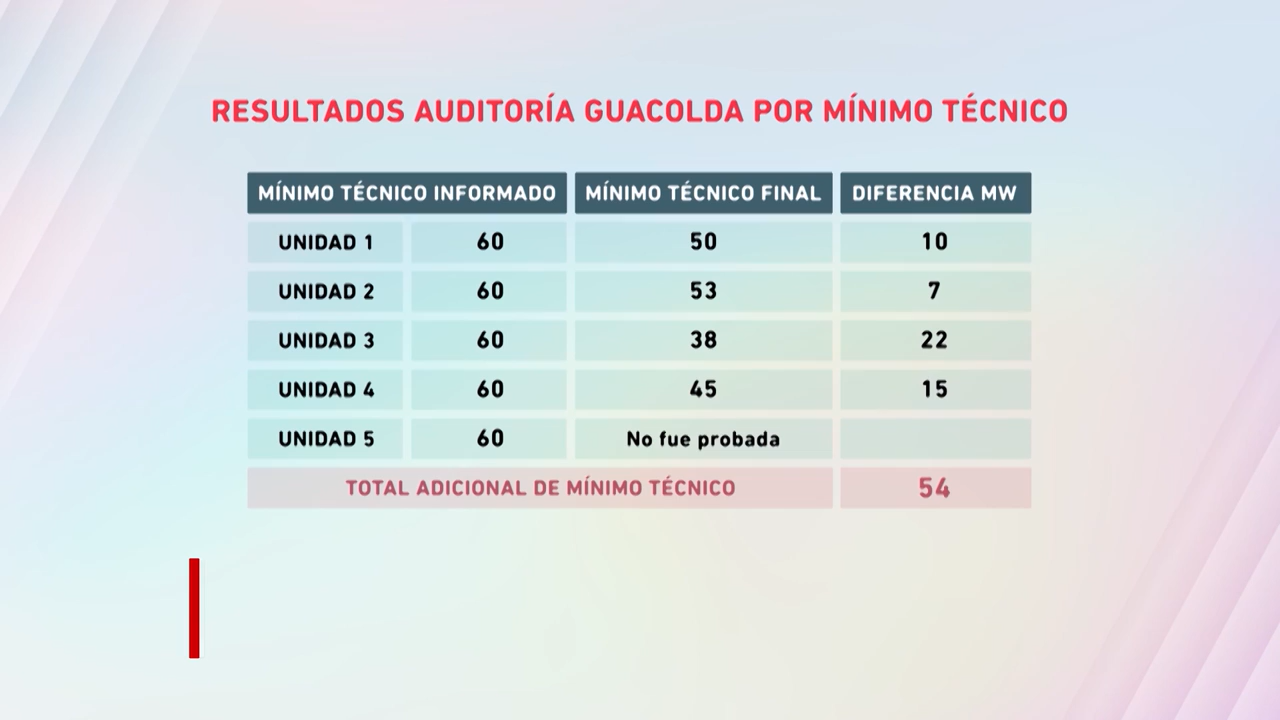 RESULTADOS AUDITORÍA GUACOLDA POR MÍNIMO TÉCNICO
MÍNIMO TÉCNICO INFORMADO MÍNIMO TÉCNICO FINAL DIFERENCIA MW
UNIDAD 1 60 50 10
UNIDAD 2 60 53 7
UNIDAD 3 60 38 22
UNIDAD 4 60 45 15
UNIDAD 5 60 No fue probada
TOTAL ADICIONAL DE MÍNIMO TÉCNICO 54